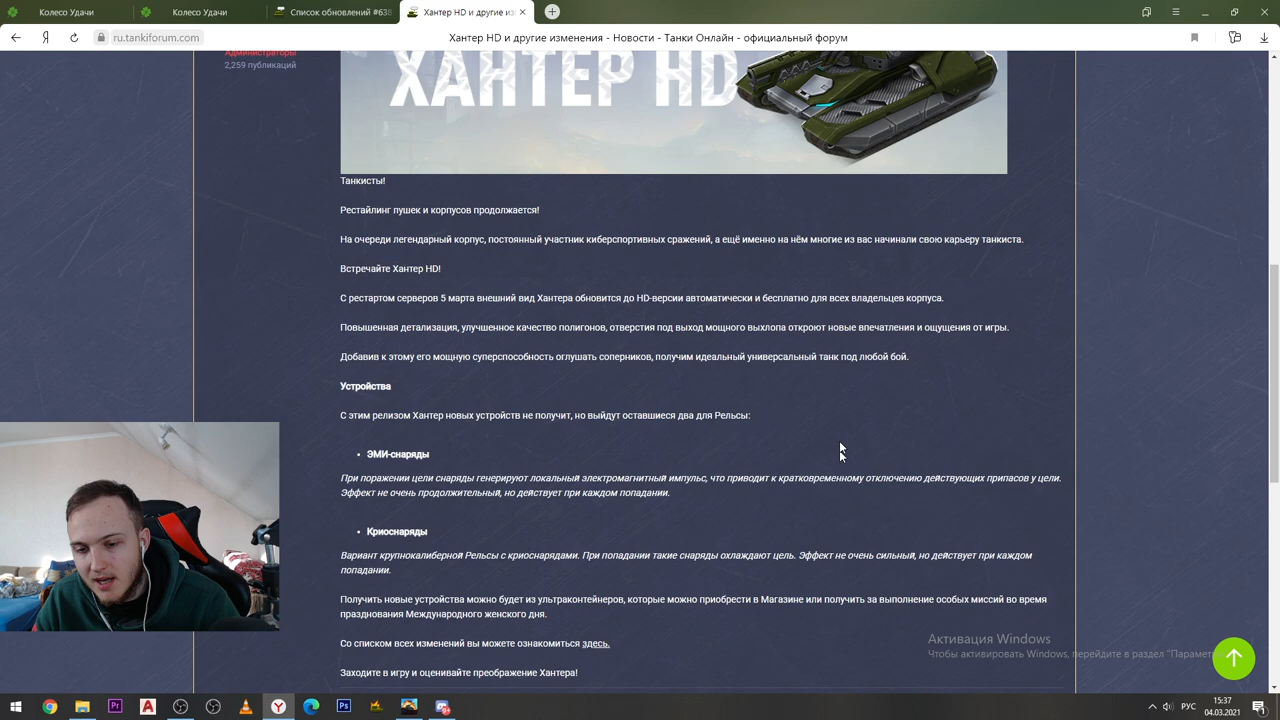 Колесо Удачи
Колесо Удачи
Список обновлений #638
Хантер HD и другие из
ru.tankiforum.com
Хантер HD и другие изменения - Новости - Танки Онлайн - официальный форум
Администраторы
2,259 публикаций
ХАНТЕР HD
Танкисты!
Рестайлинг пушек и корпусов продолжается!
На очереди легендарный корпус, постоянный участник киберспортивных сражений, а ещё именно на нём многие из вас начинали свою карьеру танкиста.
Встречайте Хантер HD!
С рестартом серверов 5 марта внешний вид Хантера обновится до HD-версии автоматически и бесплатно для всех владельцев корпуса.
Повышенная детализация, улучшенное качество полигонов, отверстия под выход мощного выхлопа откроют новые впечатления и ощущения от игры.
Добавив к этому его мощную суперспособность оглушать соперников, получим идеальный универсальный танк под любой бой.
Устройства
С этим релизом Хантер новых устройств не получит, но выйдут оставшиеся два для Рельсы:
• ЭМИ-снаряды
При поражении цели снаряды генерируют локальный электромагнитный импульс, что приводит к кратковременному отключению действующих припасов у цели.
Эффект не очень продолжительный, но действует при каждом попадании.
• Криоснаряды
Вариант крупнокалиберной Рельсы с криоснарядами. При попадании такие снаряды охлаждают цель. Эффект не очень сильный, но действует при каждом
попадании.
Получить новые устройства можно будет из ультраконтейнеров, которые можно приобрести в Магазине или получить за выполнение особых миссий во время
празднования Международного женского дня.
Со списком всех изменений вы можете ознакомиться здесь.
Заходите в игру и оценивайте преображение Хантера!
Активация Windows
Чтобы активировать Windows, перейдите в раздел "Параметры
РУС
15:37
04.03.2021